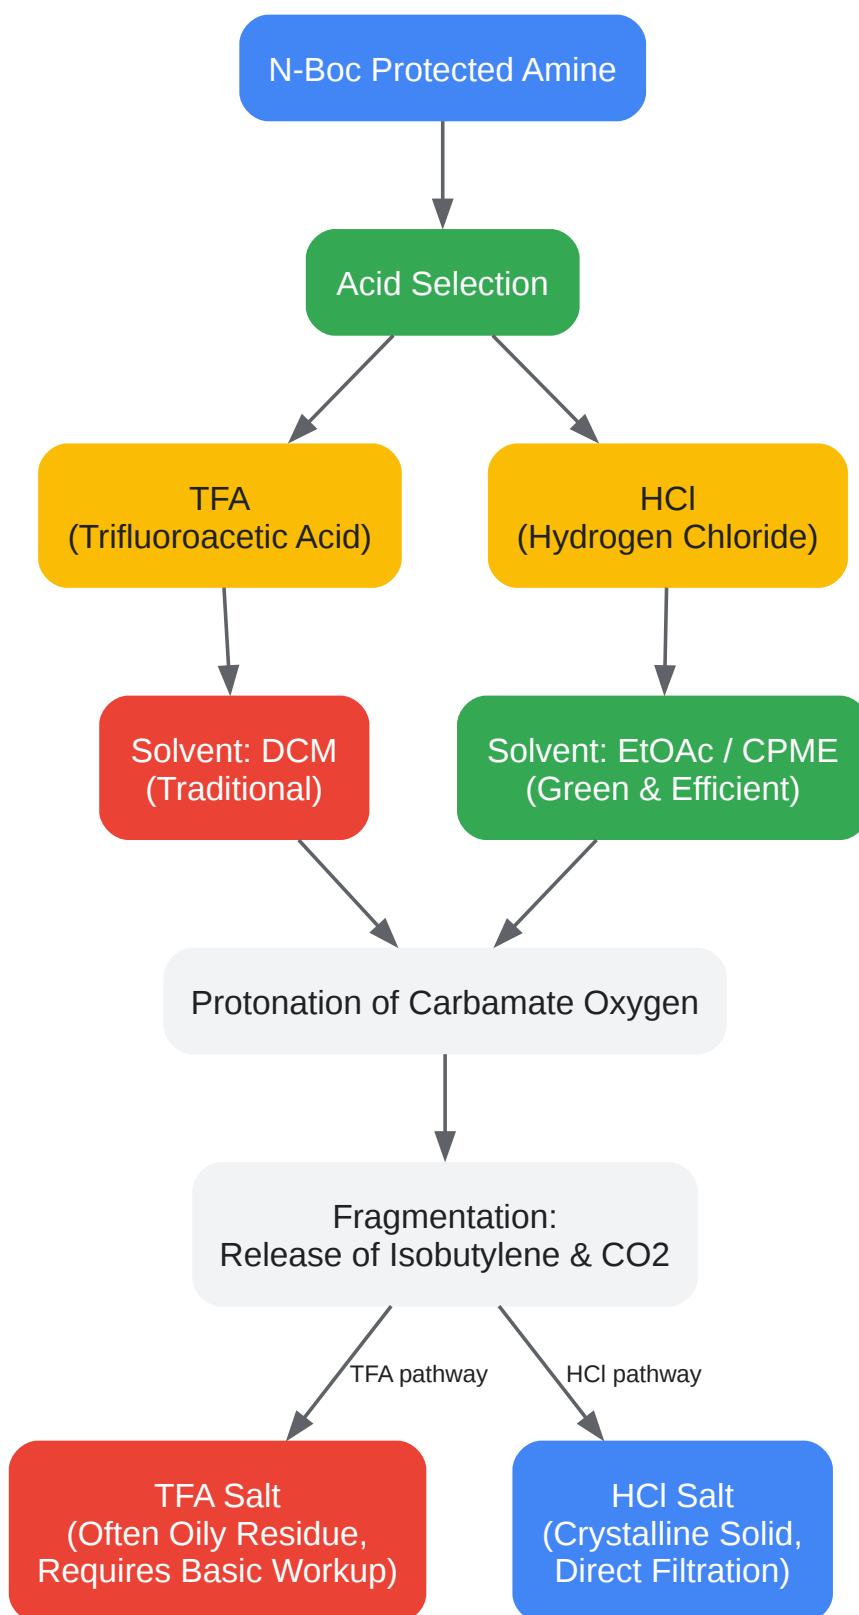 N-Boc Protected Amine
Acid Selection
TFA
(Trifluoroacetic Acid)
HCl
(Hydrogen Chloride)
Solvent: DCM
(Traditional)
Solvent: EtOAc / CPME
(Green & Efficient)
Protonation of Carbamate Oxygen
Fragmentation:
Release of Isobutylene & CO2
TFA pathway
HCl pathway
TFA Salt
(Often Oily Residue,
Requires Basic Workup)
HCl Salt
(Crystalline Solid,
Direct Filtration)